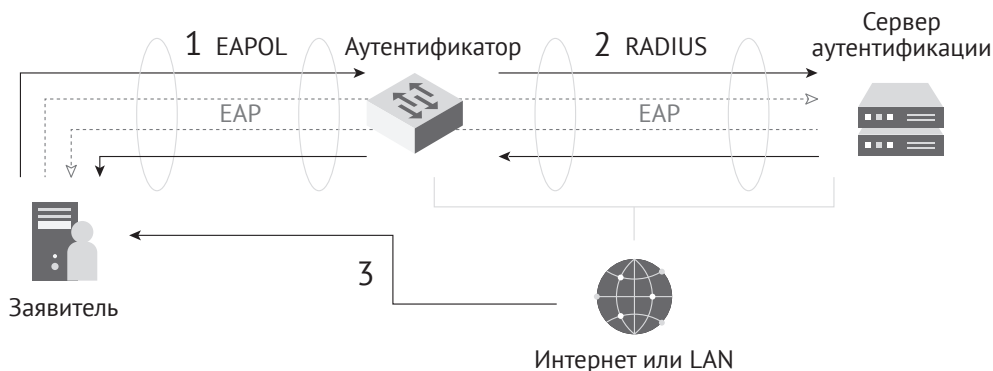 1 EAPOL
Аутентификатор
2 RADIUS
Сервер
аутентификации
EAP
EAP
3
Заявитель
Интернет или LAN